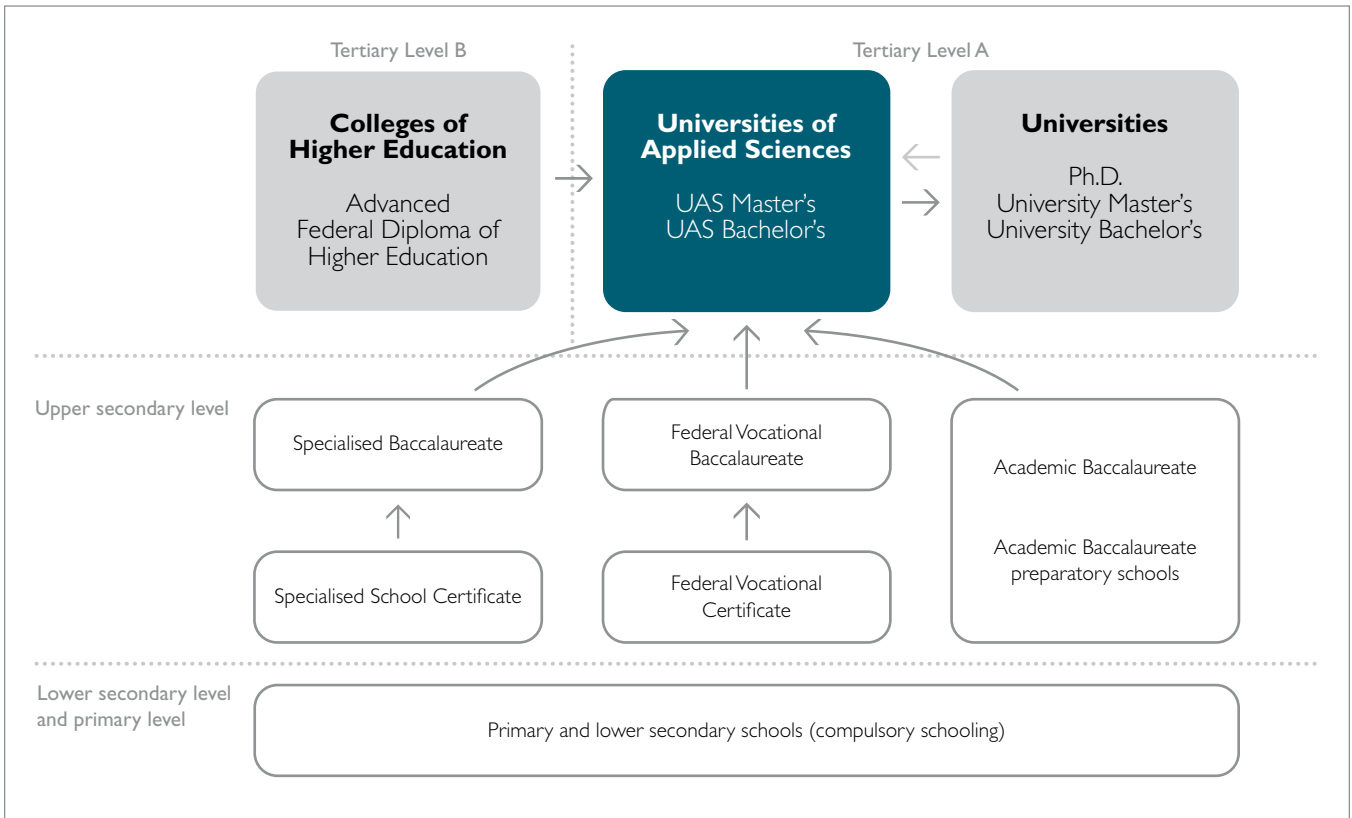 Tertiary Level B
Tertiary Level A
Colleges of
Higher Education
Advanced
Federal Diploma of
Higher Education
Universities of
Applied Sciences
UAS Master's
UAS Bachelor's
Universities
Ph.D.
University Master's
University Bachelor's
Upper secondary level
Specialised Baccalaureate
Federal Vocational
Baccalaureate
Academic Baccalaureate
Academic Baccalaureate
preparatory schools
Specialised School Certificate
Federal Vocational
Certificate
Lower secondary level
and primary level
Primary and lower secondary schools (compulsory schooling)